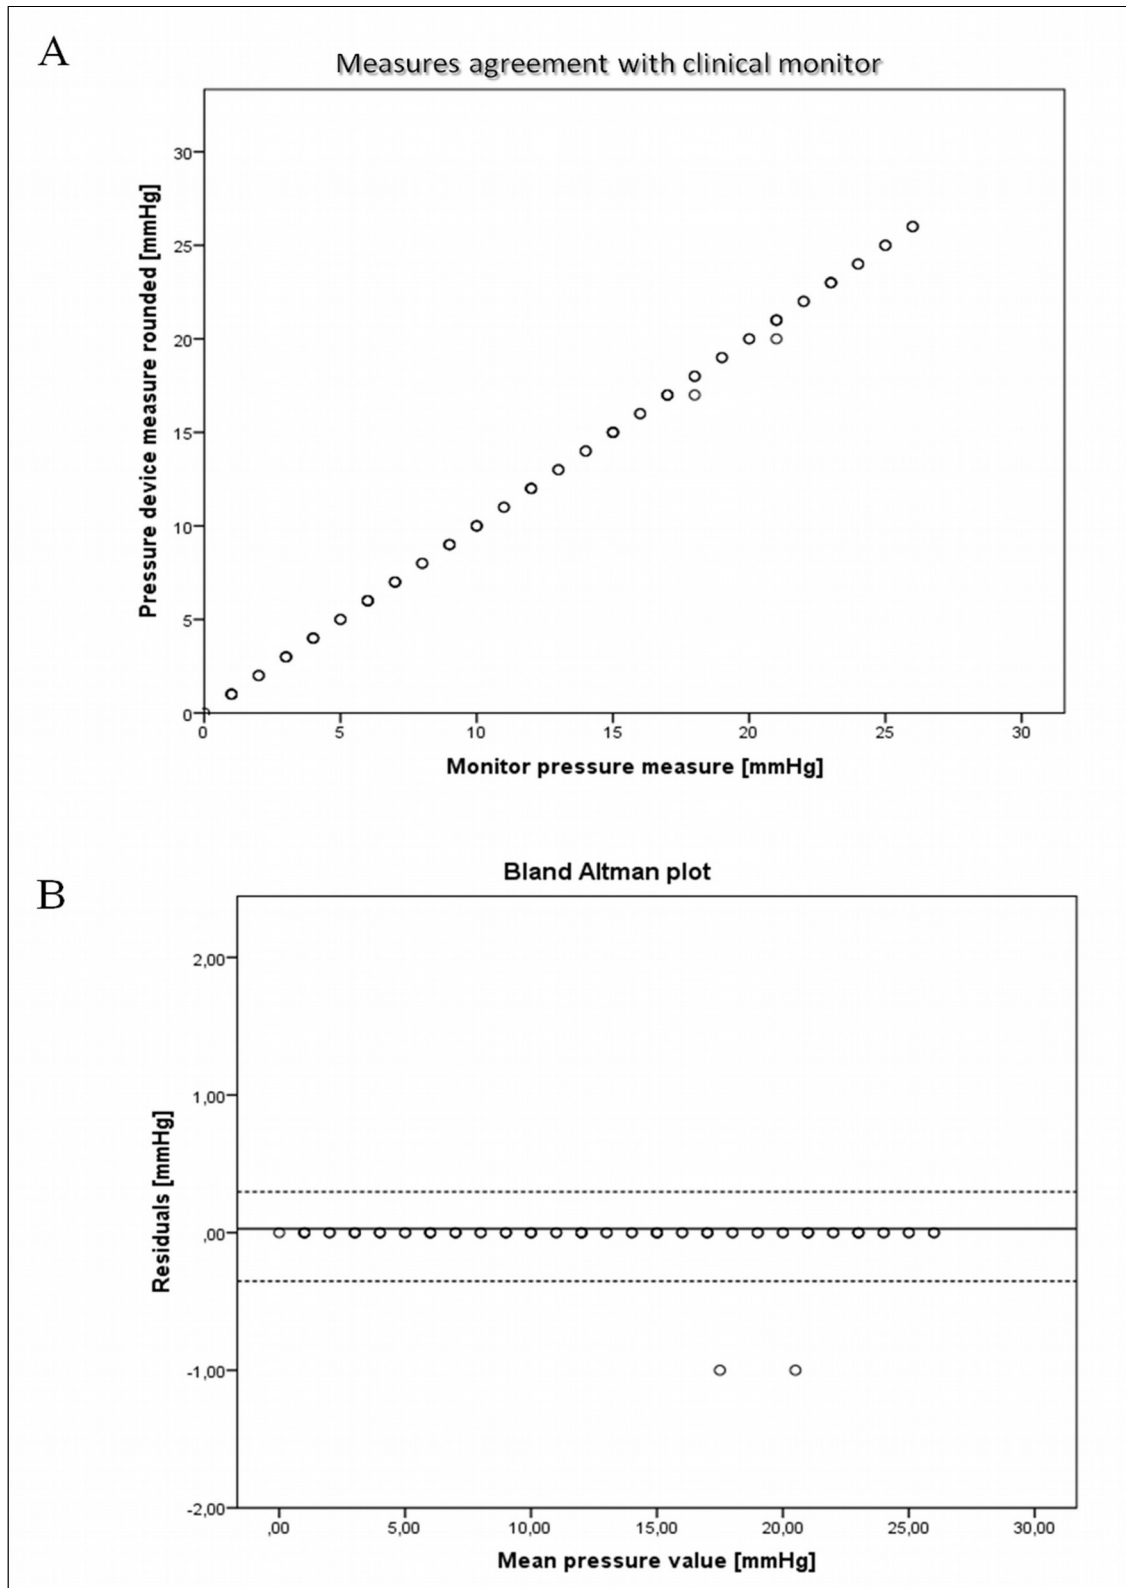 A
Measures agreement with clinical monitor
Pressure device measure rounded [mmHg]
30
25
20
15
10
5
0
0 5 10 15 20 25 30
Monitor pressure measure [mmHg]
B
Bland Altman plot
Residuals [mmHg]
2,00
1,00
,00
-1,00
-2,00
,00 5,00 10,00 15,00 20,00 25,00 30,00
Mean pressure value [mmHg]